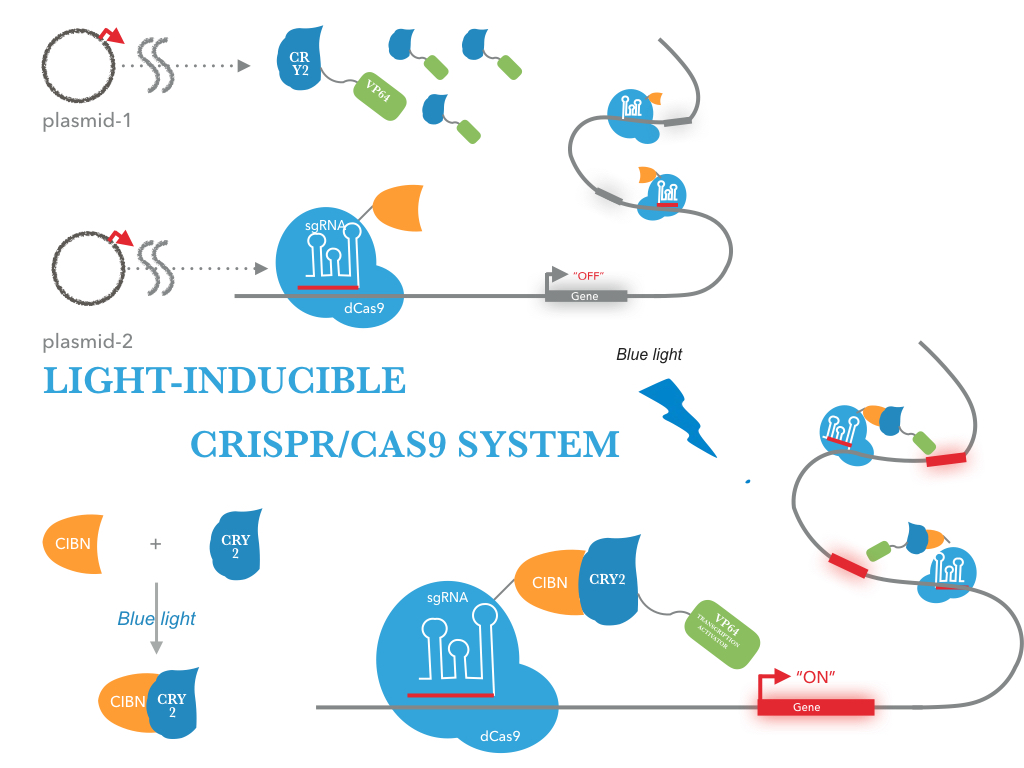 CR
Y2
VP64
plasmid-1
sgRNA
dCas9
"OFF"
Gene
plasmid-2
Blue light
LIGHT-INDUCIBLE
CRISPR/CAS9 SYSTEM
CIBN
+
CRY
2
Blue light
CIBN
CRY
2
sgRNA
CIBN
CRY2
VP64
TRANSCRIPTION
ACTIVATOR
"ON"
Gene
dCas9